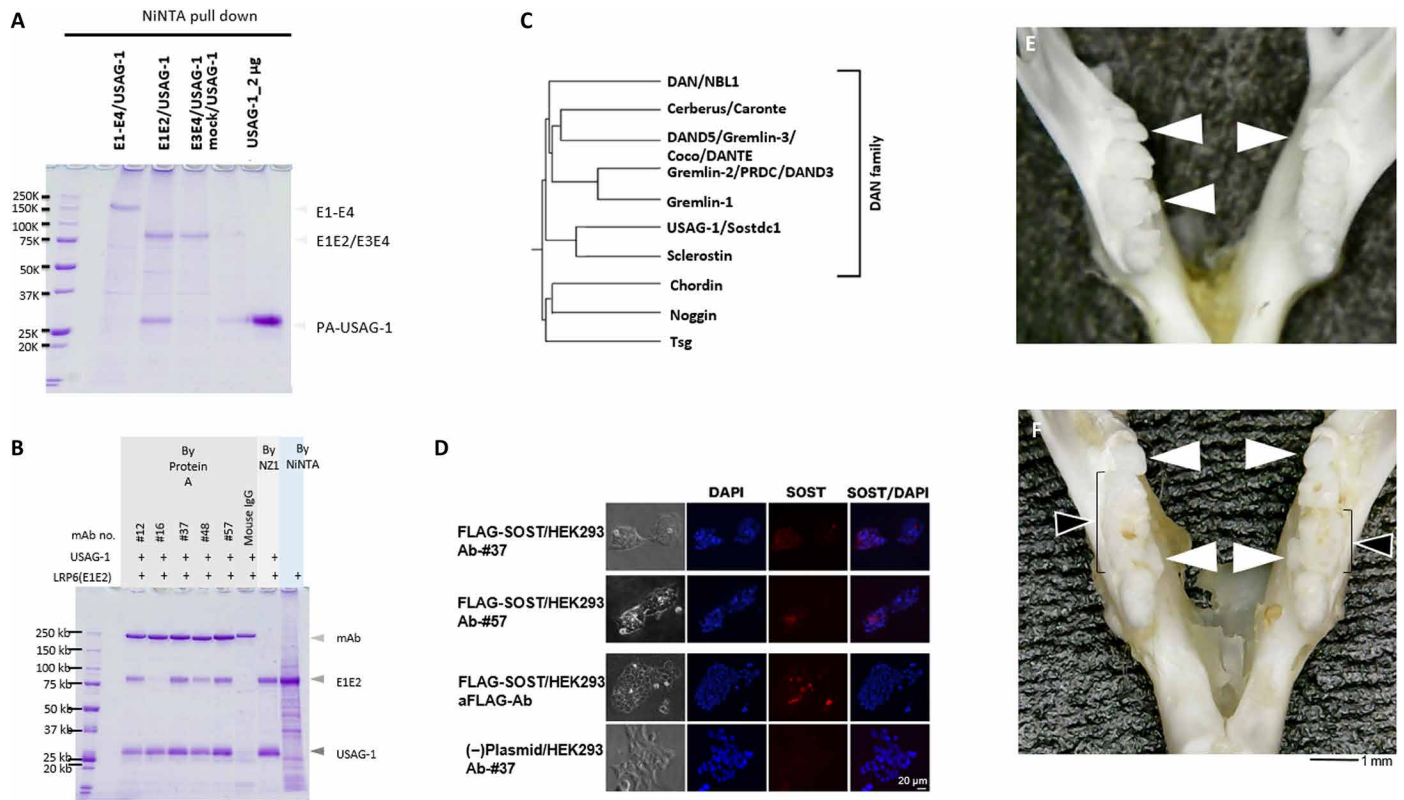 A
NiNTA pull down
E1-E4/USAG-1
E1E2/USAG-1
E3E4/USAG-1
mock/USAG-1
USAG-1_2 µg
250K
150K
100K
75K
50K
37K
25K
20K
E1-E4
E1E2/E3E4
PA-USAG-1
B
By
Protein
A
By
NZ1
By
NiNTA
mAb no.
#12
#16
#37
#48
#57
Mouse IgG
USAG-1
+ + + + + + +
LRP6(E1E2)
+ + + + + + + +
250 kb
150 kb
100 kb
75 kb
50 kb
37 kb
25 kb
20 kb
mAb
E1E2
USAG-1
C
DAN/NBL1
Cerberus/Caronte
DAND5/Gremlin-3/
Coco/DANTE
Gremlin-2/PRDC/DAND3
Gremlin-1
USAG-1/Sostdc1
Sclerostin
Chordin
Noggin
Tsg
DAN family
D
DAPI
SOST
SOST/DAPI
FLAG-SOST/HEK293
Ab-#37
FLAG-SOST/HEK293
Ab-#57
FLAG-SOST/HEK293
aFLAG-Ab
(–)Plasmid/HEK293
Ab-#37
20 µm
E
F
1 mm